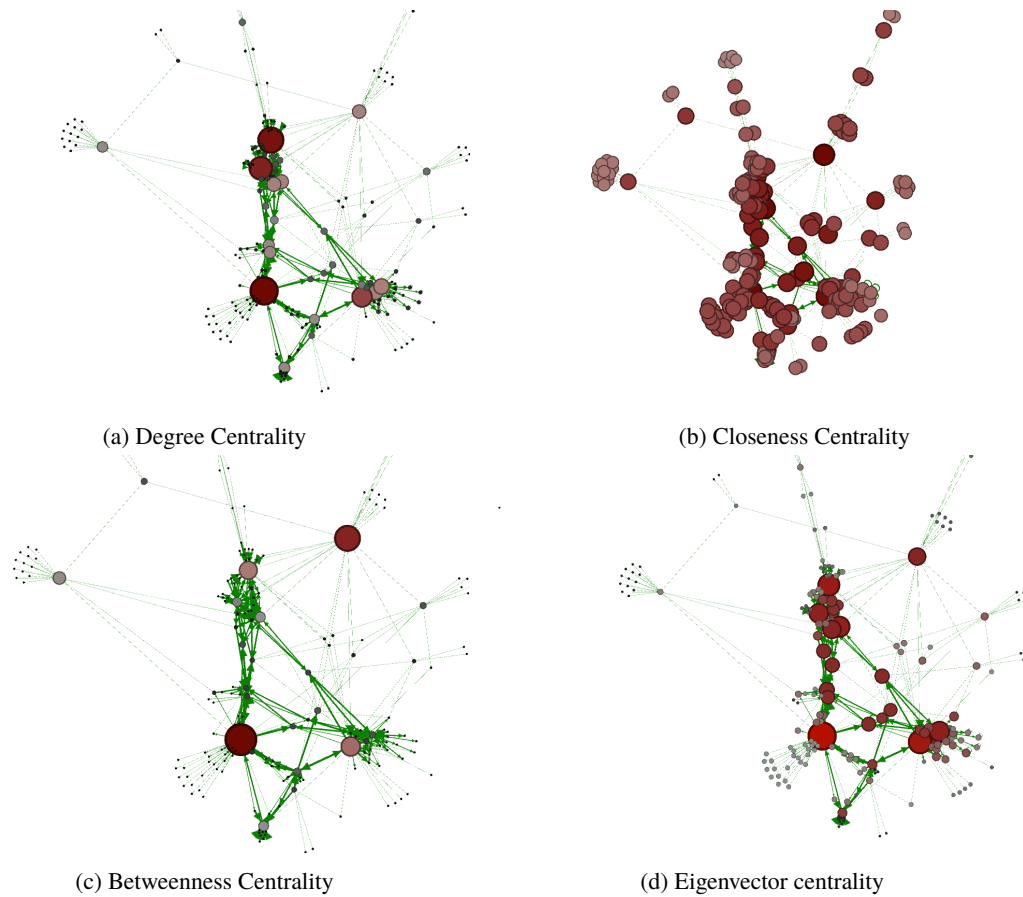 (a) Degree Centrality
(b) Closeness Centrality
(c) Betweenness Centrality
(d) Eigenvector centrality